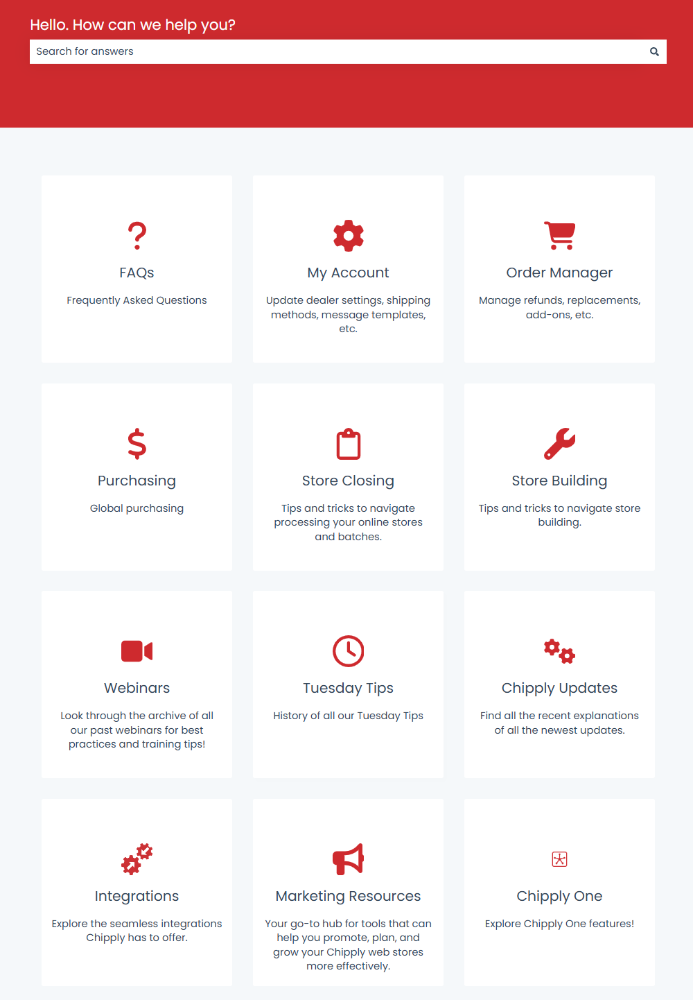 Hello. How can we help you?
Search for answers
FAQs
Frequently Asked Questions
My Account
Update dealer settings, shipping
methods, message templates,
etc.
Order Manager
Manage refunds, replacements,
add-ons, etc.
Purchasing
Global purchasing
Store Closing
Tips and tricks to navigate
processing your online stores
and batches.
Store Building
Tips and tricks to navigate store
building.
Webinars
Look through the archive of all
our past webinars for best
practices and training tips!
Tuesday Tips
History of all our Tuesday Tips
Chipply Updates
Find all the recent explanations
of all the newest updates.
Integrations
Explore the seamless integrations
Chipply has to offer.
Marketing Resources
Your go-to hub for tools that can
help you promote, plan, and
grow your Chipply web stores
more effectively.
Chipply One
Explore Chipply One features!